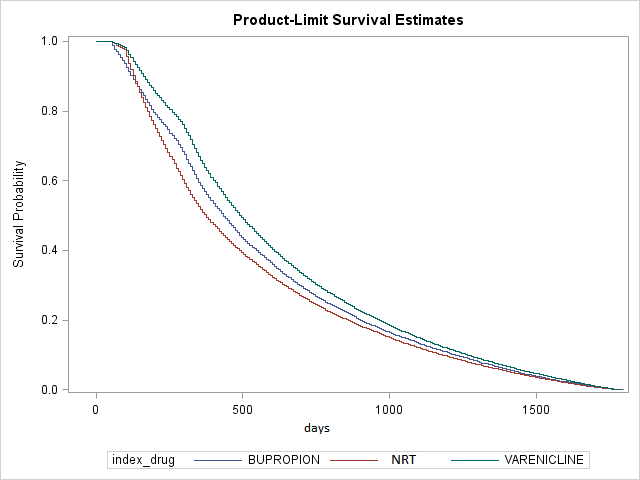 Product-Limit Survival Estimates
1.0
0.8
0.6
0.4
0.2
0.0
Survival Probability
0 500 1000 1500
days
index_drug BUPROPION NRT VARENICLINE